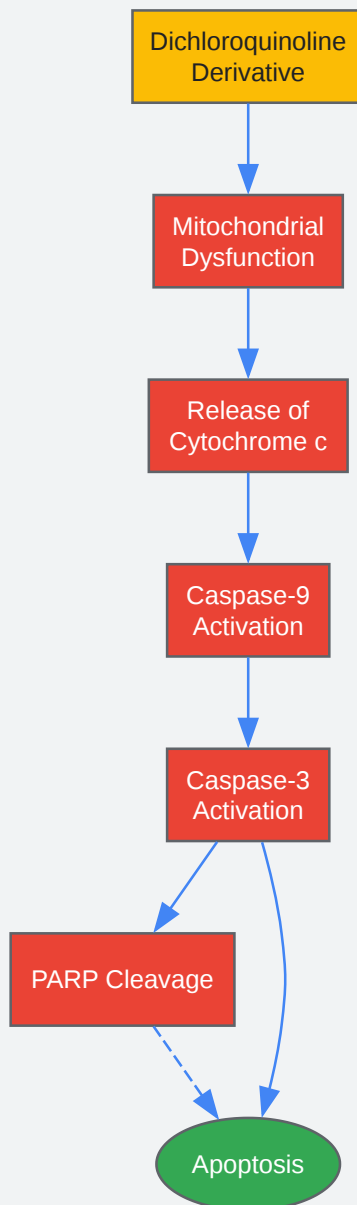 Dichloroquinoline
Derivative
Mitochondrial
Dysfunction
Release of
Cytochrome c
Caspase-9
Activation
Caspase-3
Activation
PARP Cleavage
Apoptosis